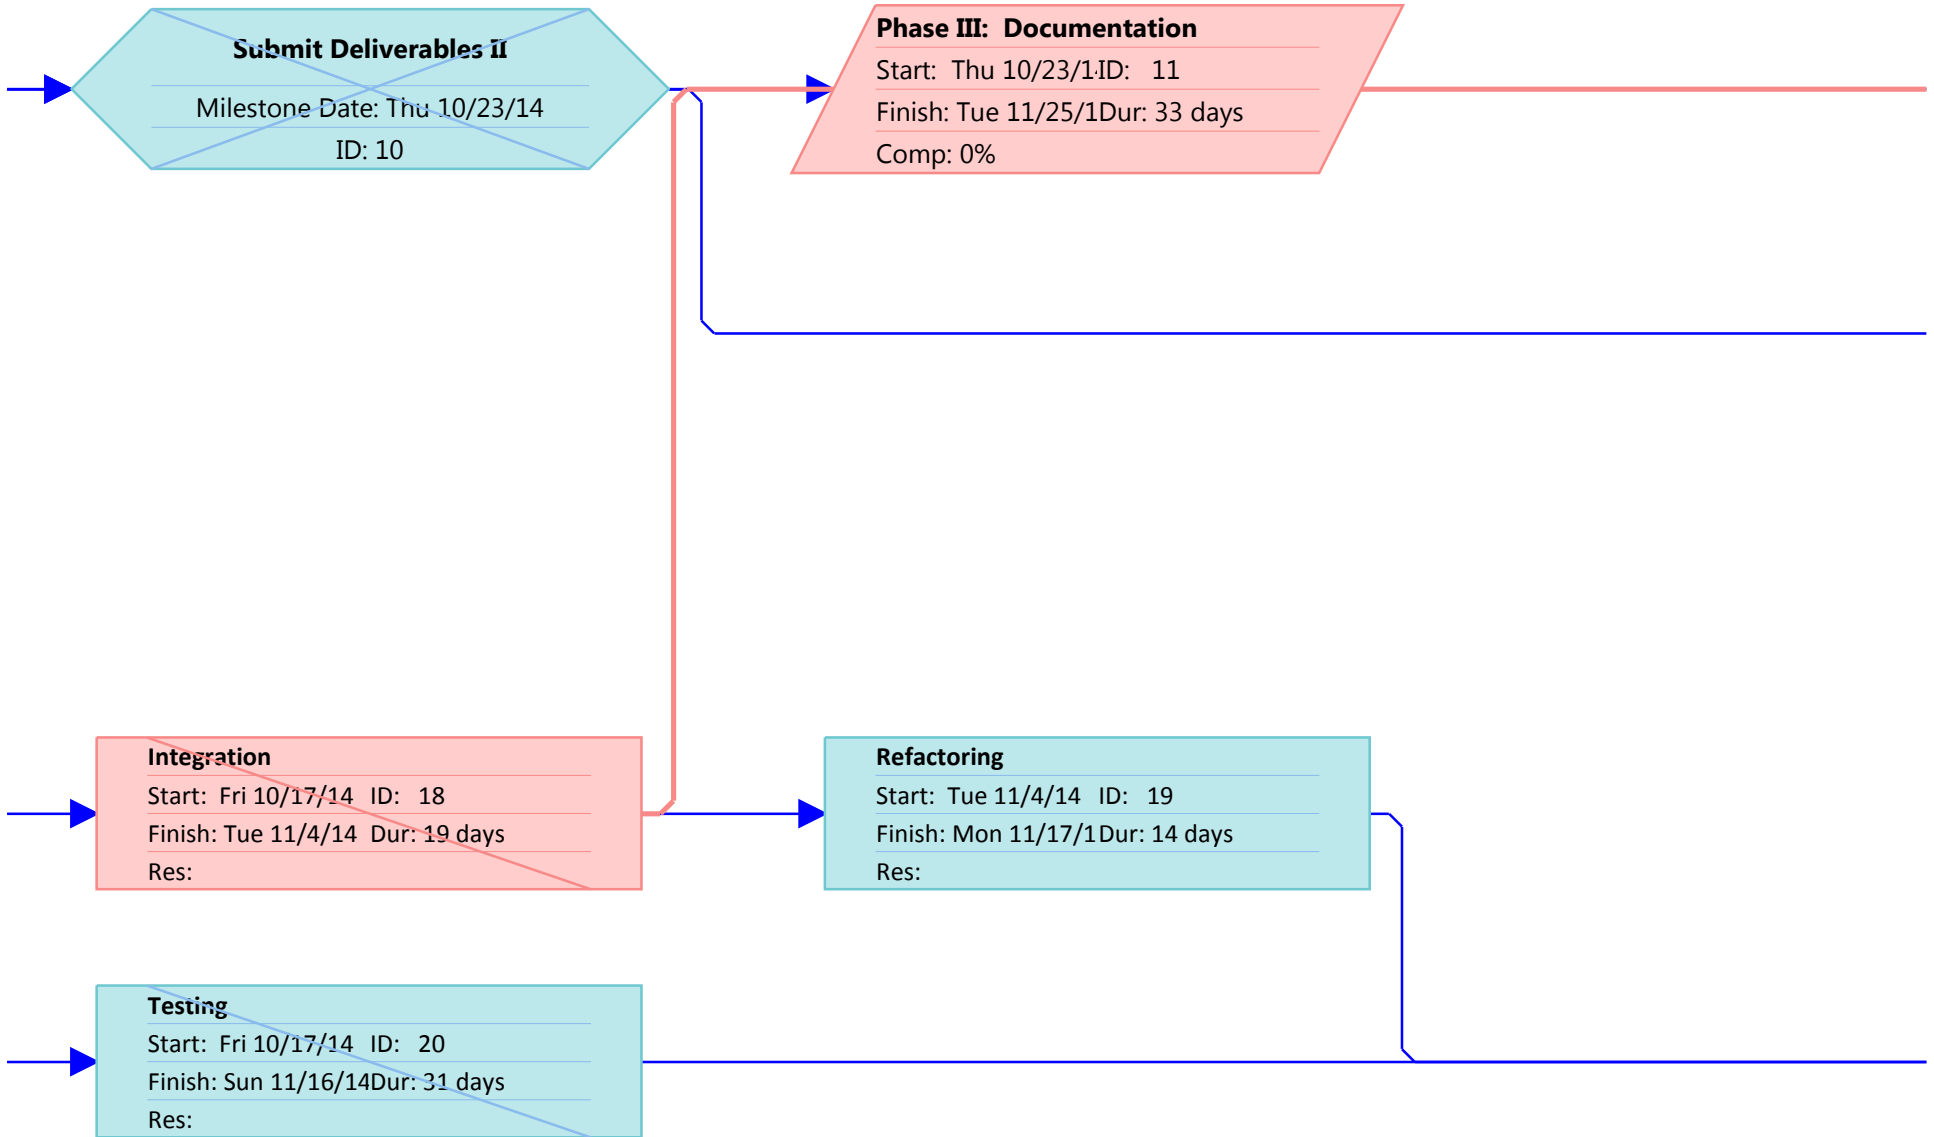 Submit Deliverables II
Milestone Date: Thu 10/23/14
ID: 10
Phase III:  Documentation
Start:  Thu 10/23/1 ID:  11
Finish: Tue 11/25/1 Dur: 33 days
Comp: 0%
Integration
Start:  Fri 10/17/14  ID:  18
Finish: Tue 11/4/14  Dur: 19 days
Res:
Refactoring
Start:  Tue 11/4/14  ID:  19
Finish: Mon 11/17/1 Dur: 14 days
Res:
Testing
Start:  Fri 10/17/14  ID:  20
Finish: Sun 11/16/14 Dur: 31 days
Res: